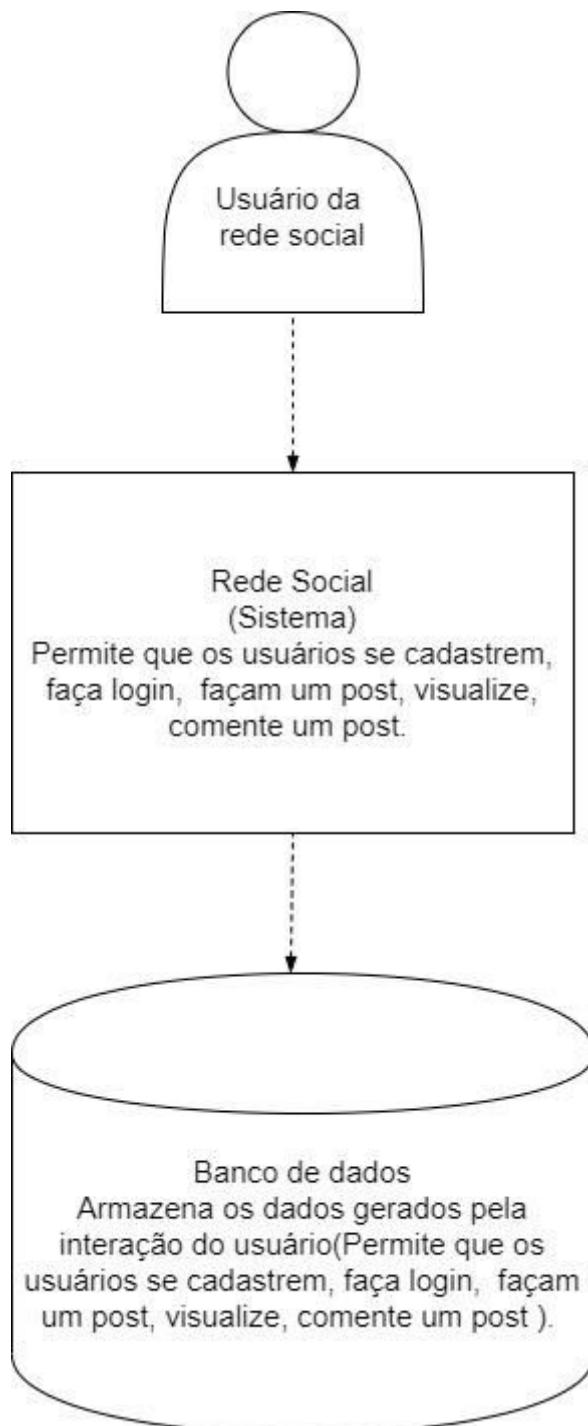 Usuário da
rede social
Rede Social
(Sistema)
Permite que os usuários se cadastrem,
faça login, façam um post, visualize,
comente um post.
Banco de dados
Armazena os dados gerados pela
interação do usuário(Permite que os
usuários se cadastrem, faça login, façam
um post, visualize, comente um post ).